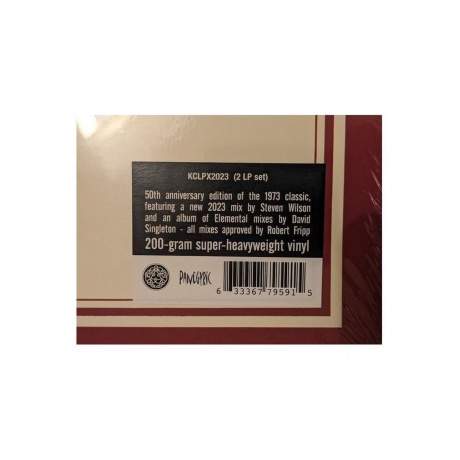 KCLPX2023 (2 LP set)
50th anniversary edition of the 1973 classic,
featuring a new 2023 mix by Steven Wilson
and an album of Elemental mixes by David
Singleton - all mixes approved by Robert Fripp
200-gram super-heavyweight vinyl
PANEGYRIC
6 33367 79591 5